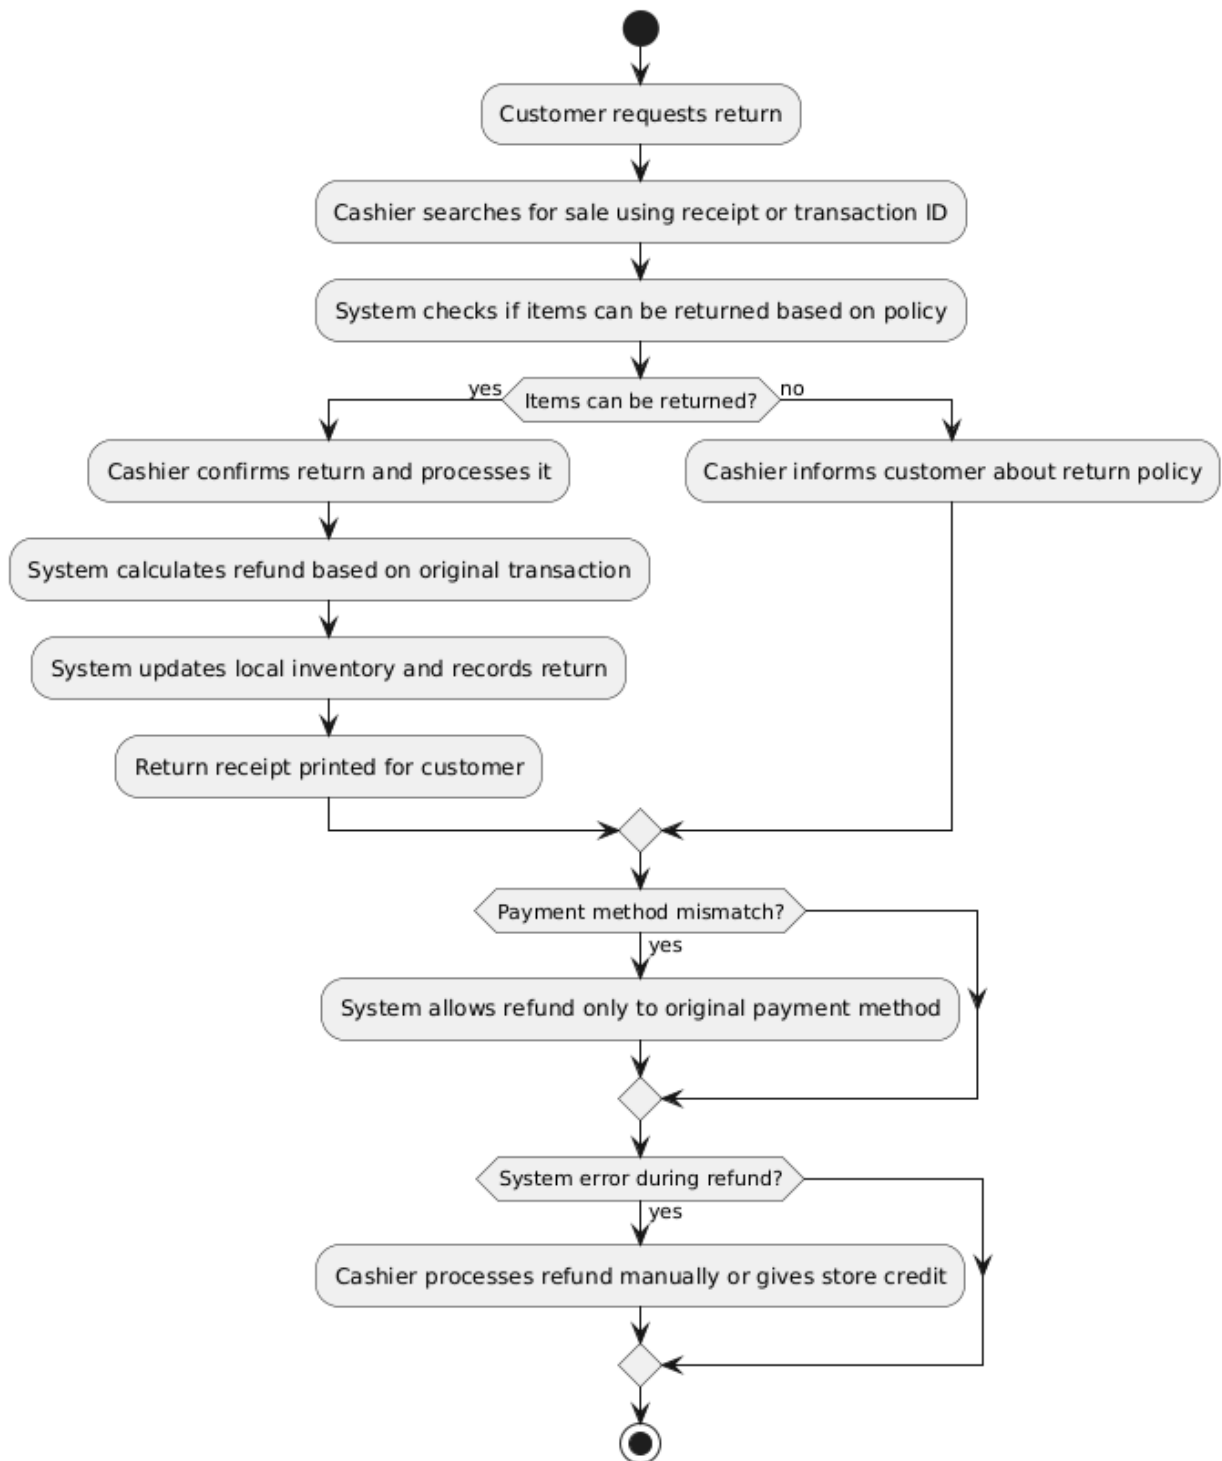 Customer requests return
Cashier searches for sale using receipt or transaction ID
System checks if items can be returned based on policy
yes
Items can be returned?
no
Cashier confirms return and processes it
Cashier informs customer about return policy
System calculates refund based on original transaction
System updates local inventory and records return
Return receipt printed for customer
Payment method mismatch?
yes
System allows refund only to original payment method
System error during refund?
yes
Cashier processes refund manually or gives store credit